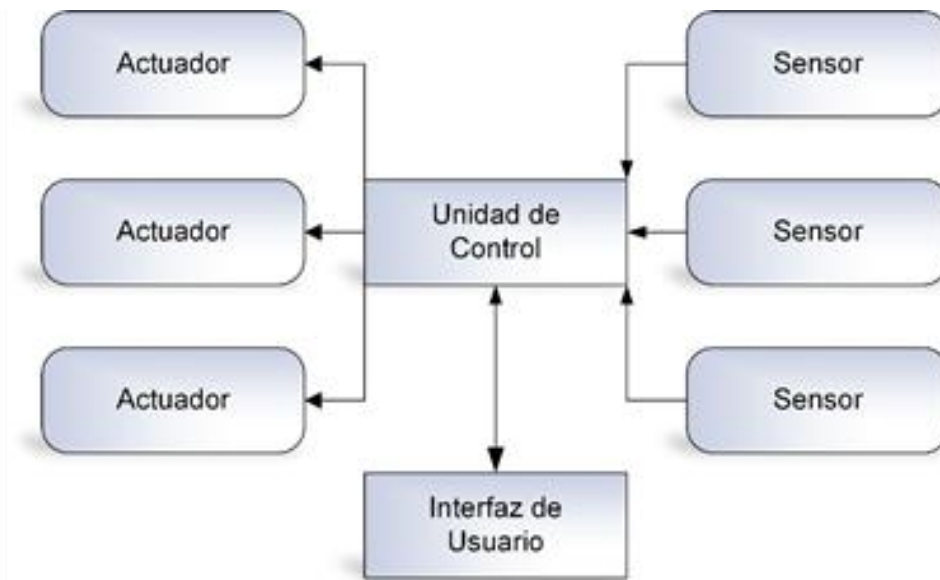 Actuador
Sensor
Actuador
Unidad de
Control
Sensor
Actuador
Sensor
Interfaz de
Usuario